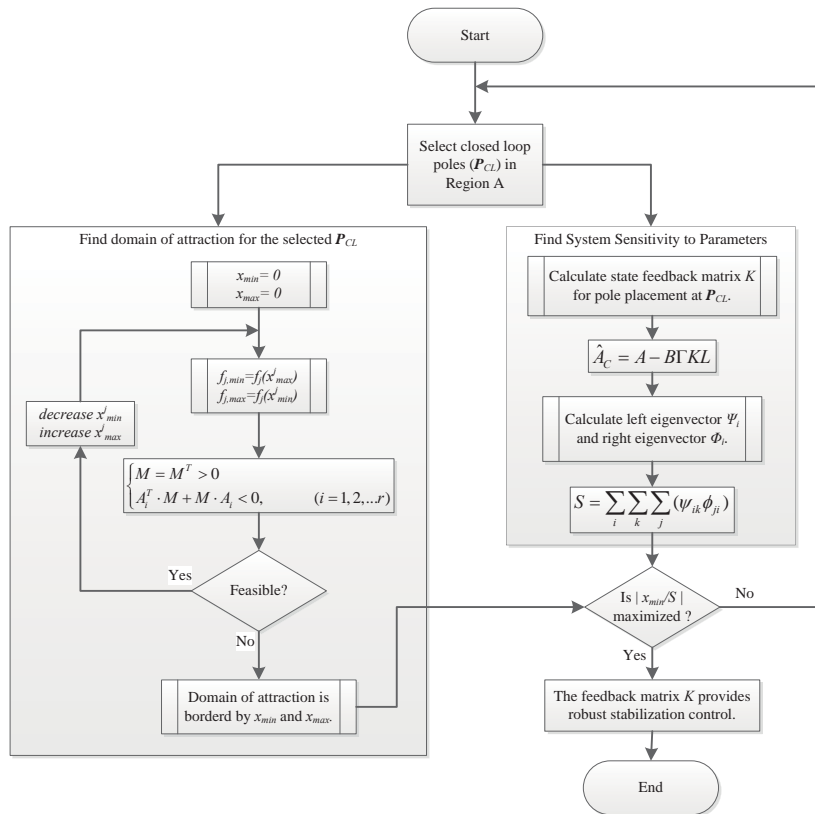 Start
Select closed loop
poles (P_CL) in
Region A
Find domain of attraction for the selected P_CL
x_min = 0
x_max = 0
f_j,min=f_j(x^j_max)
f_j,max=f_j(x^j_min)
decrease x^j_min
increase x^j_max
{ M = M^T > 0
A_i^T · M + M · A_i < 0, (i = 1, 2,...r)
Yes
Feasible?
No
Domain of attraction is
borderd by x_min and x_max.
Find System Sensitivity to Parameters
Calculate state feedback matrix K
for pole placement at P_CL.
Â_C = A − BΓKL
Calculate left eigenvector Ψ_i
and right eigenvector Φ_i.
S = ∑_i ∑_k ∑_j (ψ_ik ϕ_ji)
Is | x_min/S |
maximized ?
No
Yes
The feedback matrix K provides
robust stabilization control.
End